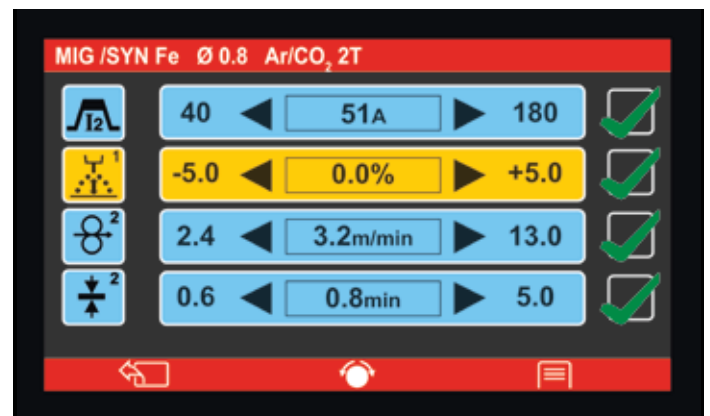 MIG /SYN Fe Ø 0.8 Ar/CO₂ 2T
I2 40 51A 180
1 -5.0 0.0% +5.0
2 2.4 3.2m/min 13.0
2 0.6 0.8min 5.0